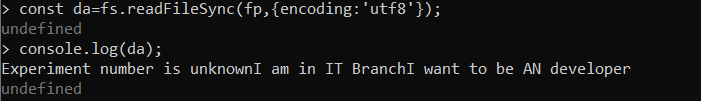 > const da=fs.readFileSync(fp,{encoding:'utf8'});
undefined
> console.log(da);
Experiment number is unknownI am in IT BranchI want to be AN developer
undefined